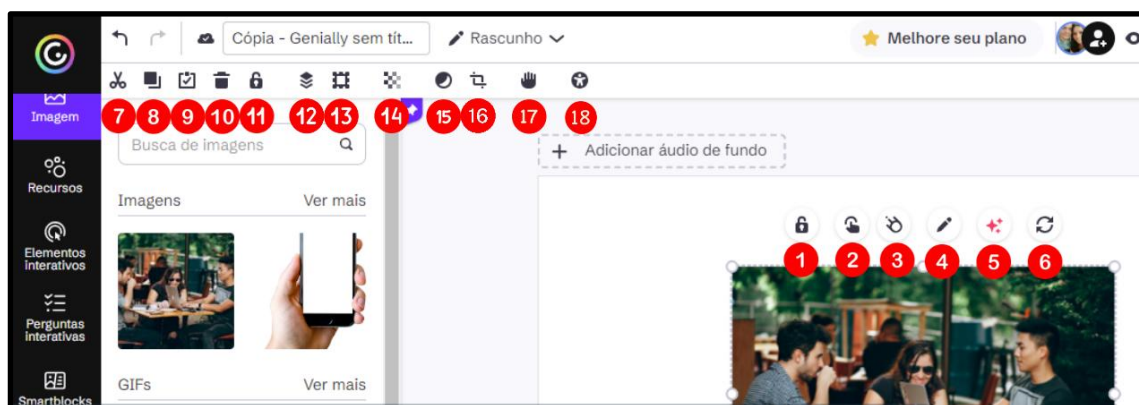 Cópia - Genially sem tít...
Rascunho
Melhore seu plano
7 8 9 10 11 12 13 14 15 16 17 18
Imagem
Busca de imagens
Adicionar áudio de fundo
Recursos
Imagens Ver mais
Elementos
interativos
1 2 3 4 5 6
Perguntas
interativas
GIFs Ver mais
Smartblocks